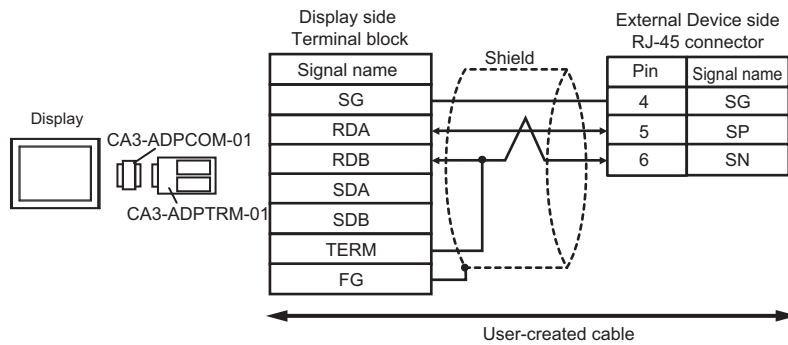 Display side
Terminal block
External Device side
RJ-45 connector
Shield
Signal name
Pin
Signal name
SG
4
SG
RDA
5
SP
RDB
6
SN
SDA
SDB
TERM
FG
Display
CA3-ADPCOM-01
CA3-ADPTRM-01
User-created cable